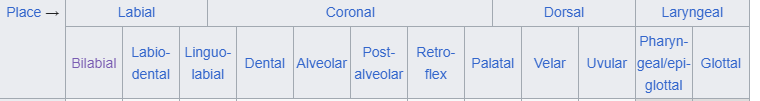 Place → Labial Coronal Dorsal Laryngeal
Bilabial Labio-dental Linguo-labial Dental Alveolar Post-alveolar Retro-flex Palatal Velar Uvular Pharyn-geal/epi-glottal Glottal